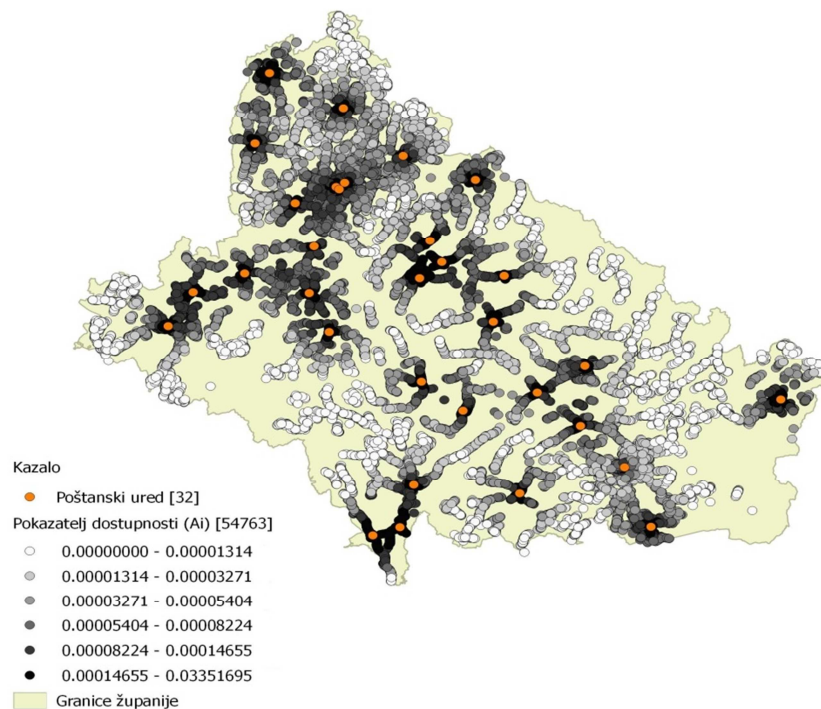 Kazalo
Poštanski ured [32]
Pokazatelj dostupnosti (Ai) [54763]
0.00000000 - 0.00001314
0.00001314 - 0.00003271
0.00003271 - 0.00005404
0.00005404 - 0.00008224
0.00008224 - 0.00014655
0.00014655 - 0.03351695
Granice županije